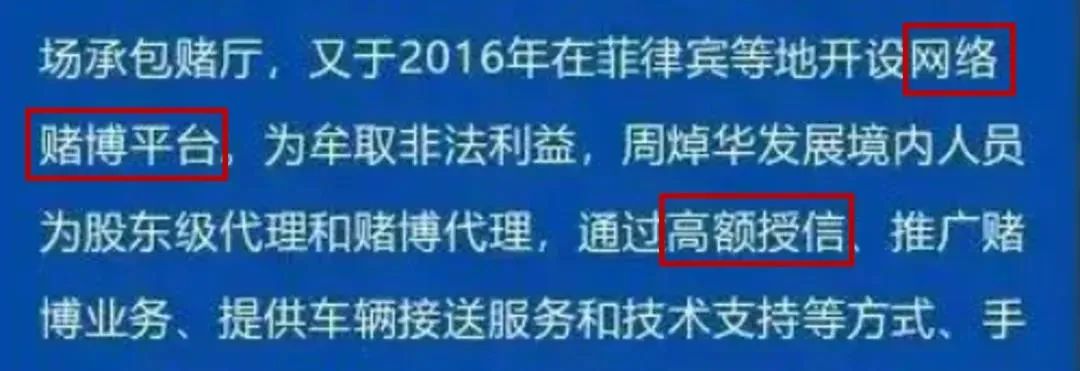 场承包赌厅，又于2016年在菲律宾等地开设网络
赌博平台。为牟取非法利益，周焯华发展境内人员
为股东级代理和赌博代理，通过高额授信、推广赌
博业务、提供车辆接送服务和技术支持等方式、手